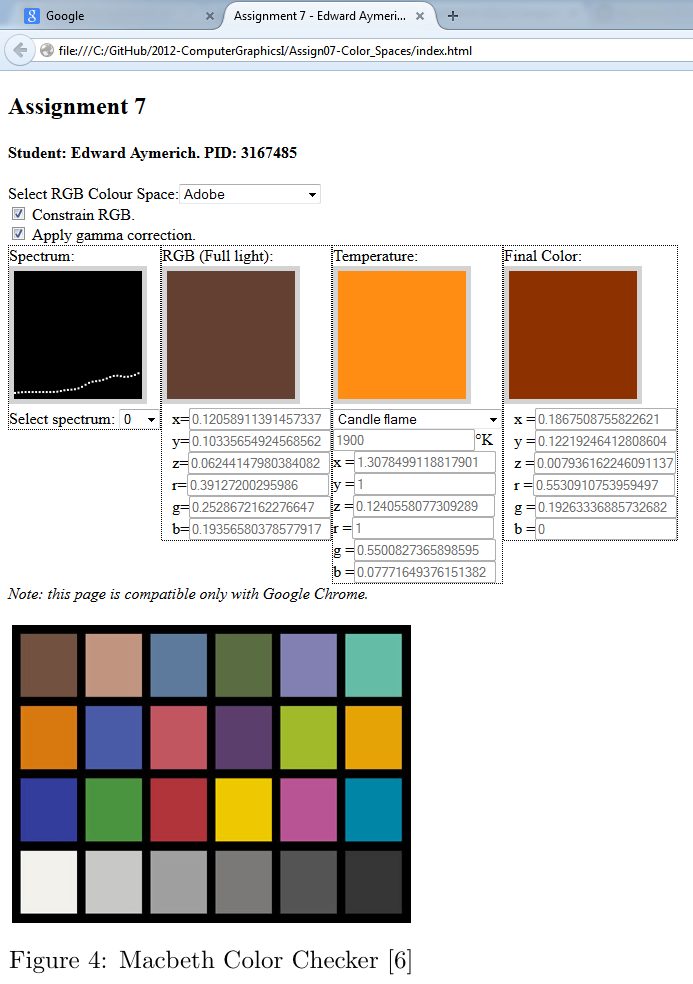 Google
Assignment 7 - Edward Aymeri...
file:///C:/GitHub/2012-ComputerGraphicsI/Assign07-Color_Spaces/index.html
Assignment 7
Student: Edward Aymerich. PID: 3167485
Select RGB Colour Space: Adobe
Constrain RGB.
Apply gamma correction.
Spectrum:
Select spectrum: 0
RGB (Full light):
x= 0.12058911391457337
y= 0.10335654924568562
z= 0.06244147980384082
r= 0.39127200295986
g= 0.2528672162276647
b= 0.19356580378577917
Temperature:
Candle flame
1900 °K
x = 1.3078499118817901
y = 1
z = 0.1240558077309289
r = 1
g = 0.5500827365898595
b = 0.07771649376151382
Final Color:
x = 0.1867508755822621
y = 0.12219246412808604
z = 0.007936162246091137
r = 0.5530910753959497
g = 0.19263336885732682
b = 0
Note: this page is compatible only with Google Chrome.
Figure 4: Macbeth Color Checker [6]